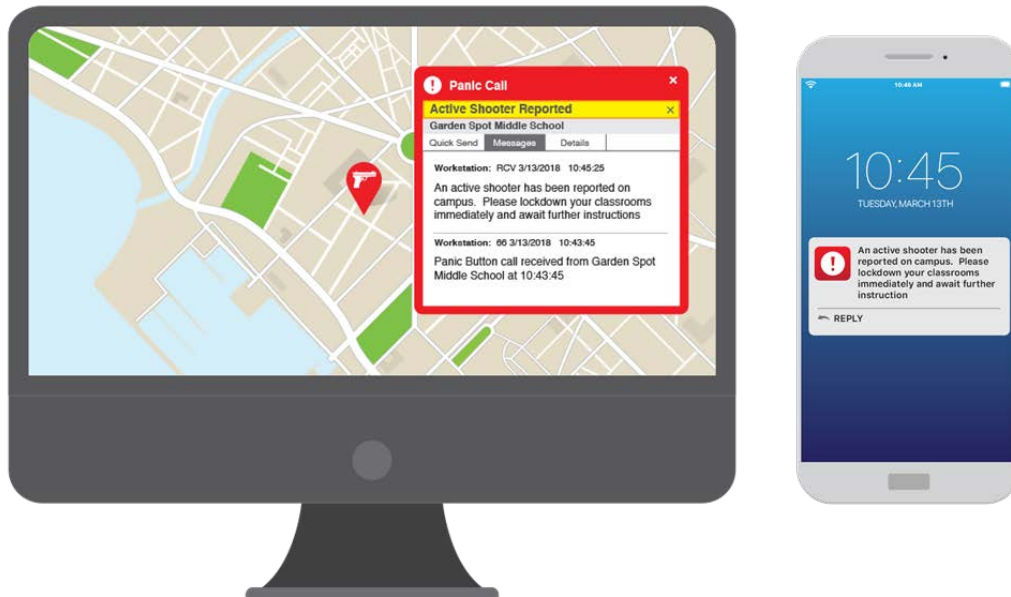 ! Panic Call ×
Active Shooter Reported ×
Garden Spot Middle School
Quick Send Messages Details
Workstation: RCV 3/13/2018 10:45:25
An active shooter has been reported on
campus. Please lockdown your classrooms
immediately and await further instructions
Workstation: 66 3/13/2018 10:43:45
Panic Button call received from Garden Spot
Middle School at 10:43:45
10:46 AM
10:45
TUESDAY, MARCH 13TH
!
An active shooter has been
reported on campus. Please
lockdown your classrooms
immediately and await further
instruction
REPLY